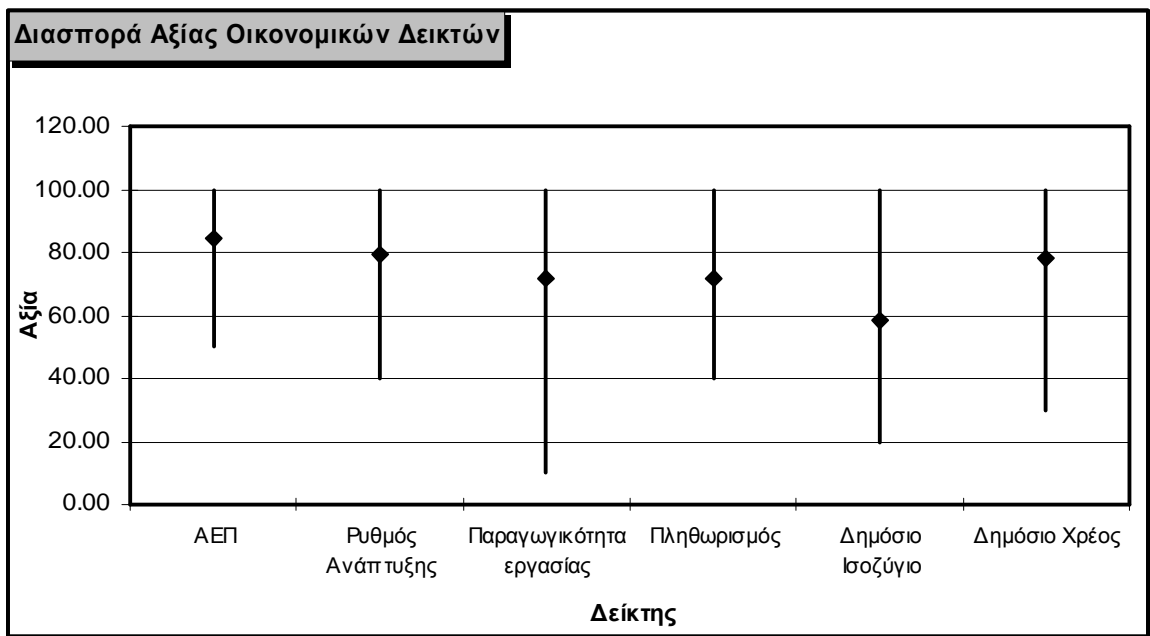 Διασπορά Αξίας Οικονομικών Δεικτών
120.00
100.00
80.00
60.00
40.00
20.00
0.00
Αξία
ΑΕΠ
Ρυθμός
Ανάπτυξης
Παραγωγικότητα
εργασίας
Πληθωρισμός
Δημόσιο
Ισοζύγιο
Δημόσιο Χρέος
Δείκτης